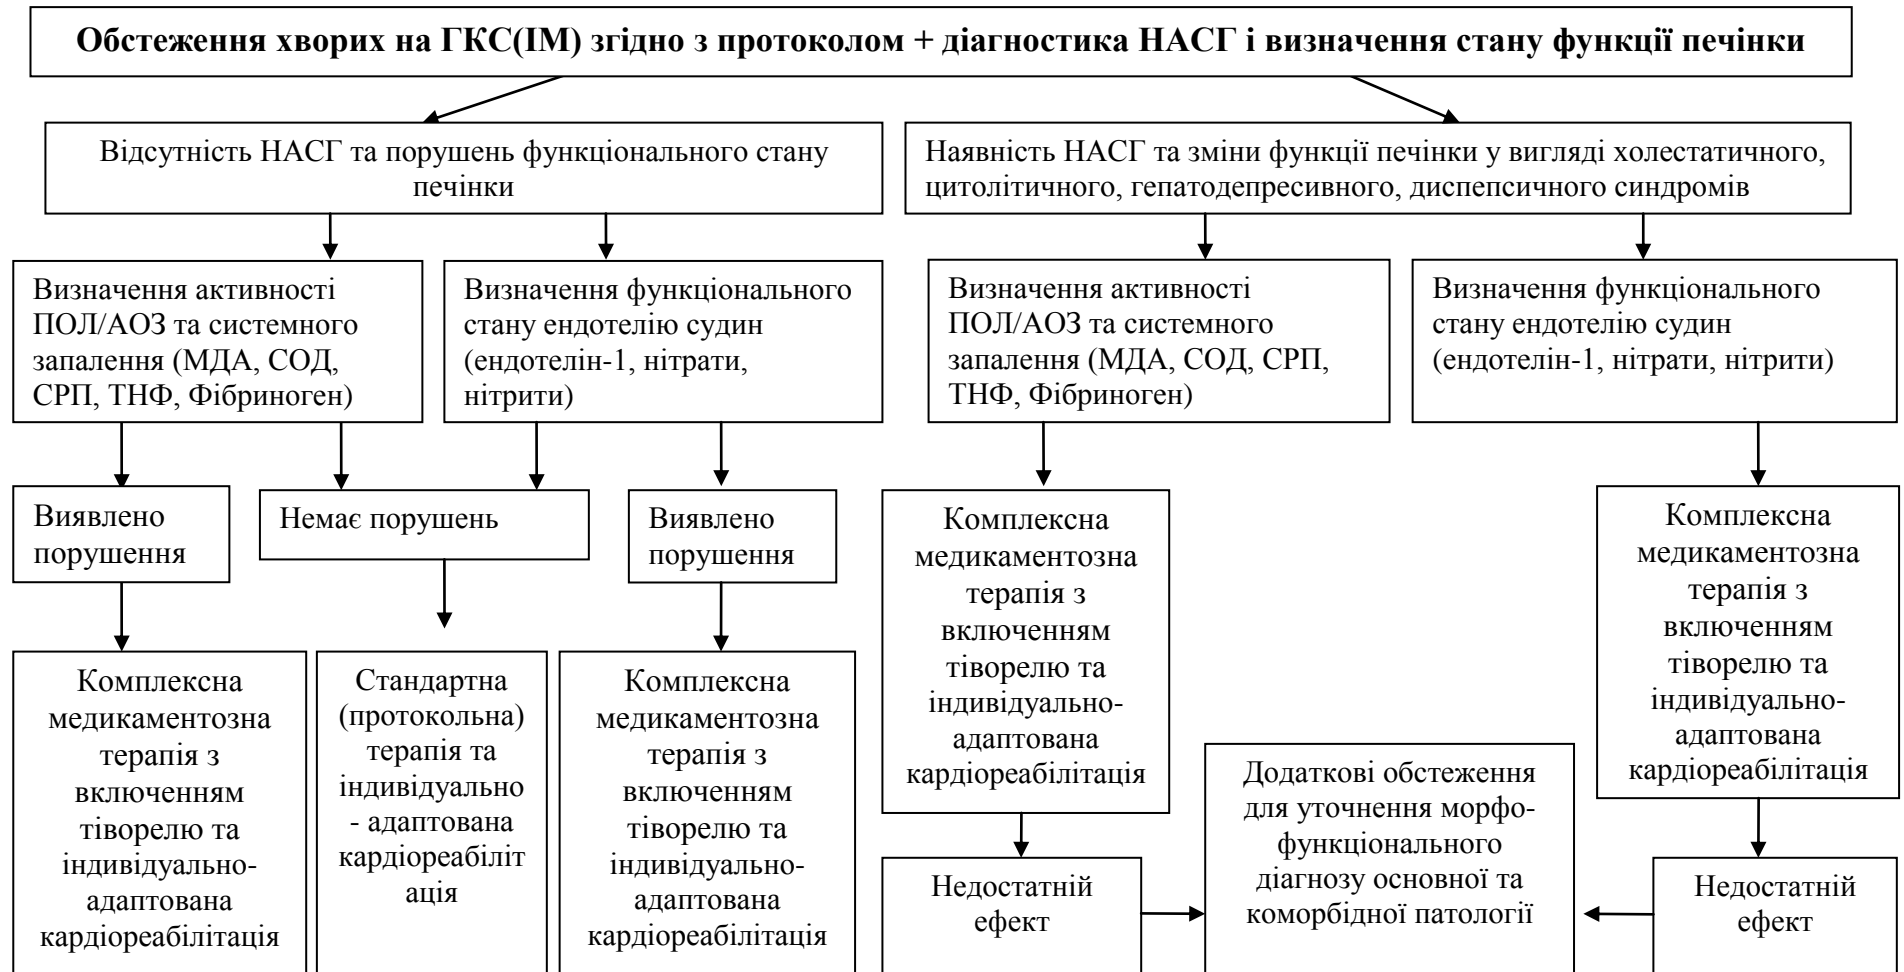 Обстеження хворих на ГКС(ІМ) згідно з протоколом + діагностика НАСГ і визначення стану функції печінки
Відсутність НАСГ та порушень функціонального стану
печінки
Наявність НАСГ та зміни функції печінки у вигляді холестатичного,
цитолітичного, гепатодепресивного, диспепсичного синдромів
Визначення активності
ПОЛ/АОЗ та системного
запалення (МДА, СОД,
СРП, ТНФ, Фібриноген)
Визначення функціонального
стану ендотелію судин
(ендотелін-1, нітрати,
нітрити)
Визначення активності
ПОЛ/АОЗ та системного
запалення (МДА, СОД, СРП,
ТНФ, Фібриноген)
Визначення функціонального
стану ендотелію судин
(ендотелін-1, нітрати, нітрити)
Виявлено
порушення
Немає порушень
Виявлено
порушення
Комплексна
медикаментозна
терапія з
включенням
тіворелю та
індивідуально-
адаптована
кардіореабілітація
Комплексна
медикаментозна
терапія з
включенням
тіворелю та
індивідуально-
адаптована
кардіореабілітація
Комплексна
медикаментозна
терапія з
включенням
тіворелю та
індивідуально-
адаптована
кардіореабілітація
Стандартна
(протокольна)
терапія та
індивідуально
- адаптована
кардіореабіліт
ація
Комплексна
медикаментозна
терапія з
включенням
тіворелю та
індивідуально-
адаптована
кардіореабілітація
Додаткові обстеження
для уточнення морфо-
функціонального
діагнозу основної та
коморбідної патології
Недостатній
ефект
Недостатній
ефект